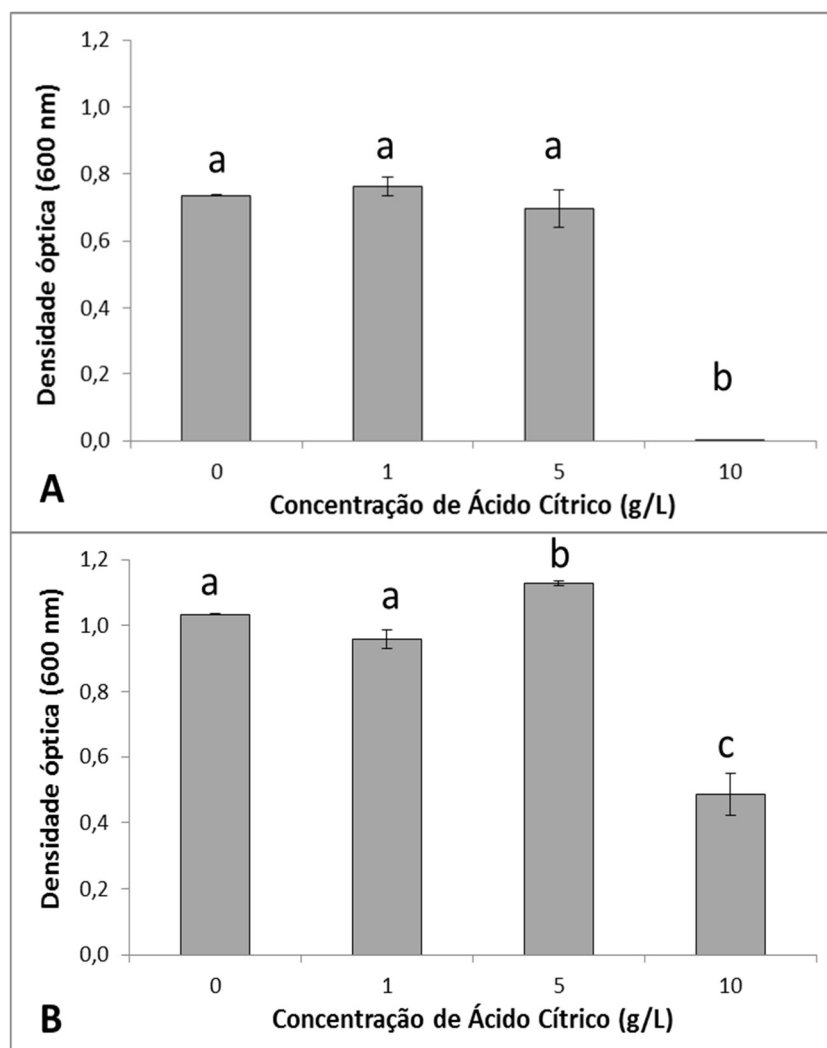 1,2
1,0
0,8
0,6
0,4
0,2
0,0
Densidade óptica (600 nm)
a
a
a
b
0 1 5 10
A
Concentração de Ácido Cítrico (g/L)
1,2
1,0
0,8
0,6
0,4
0,2
0,0
Densidade óptica (600 nm)
a
a
b
c
0 1 5 10
B
Concentração de Ácido Cítrico (g/L)